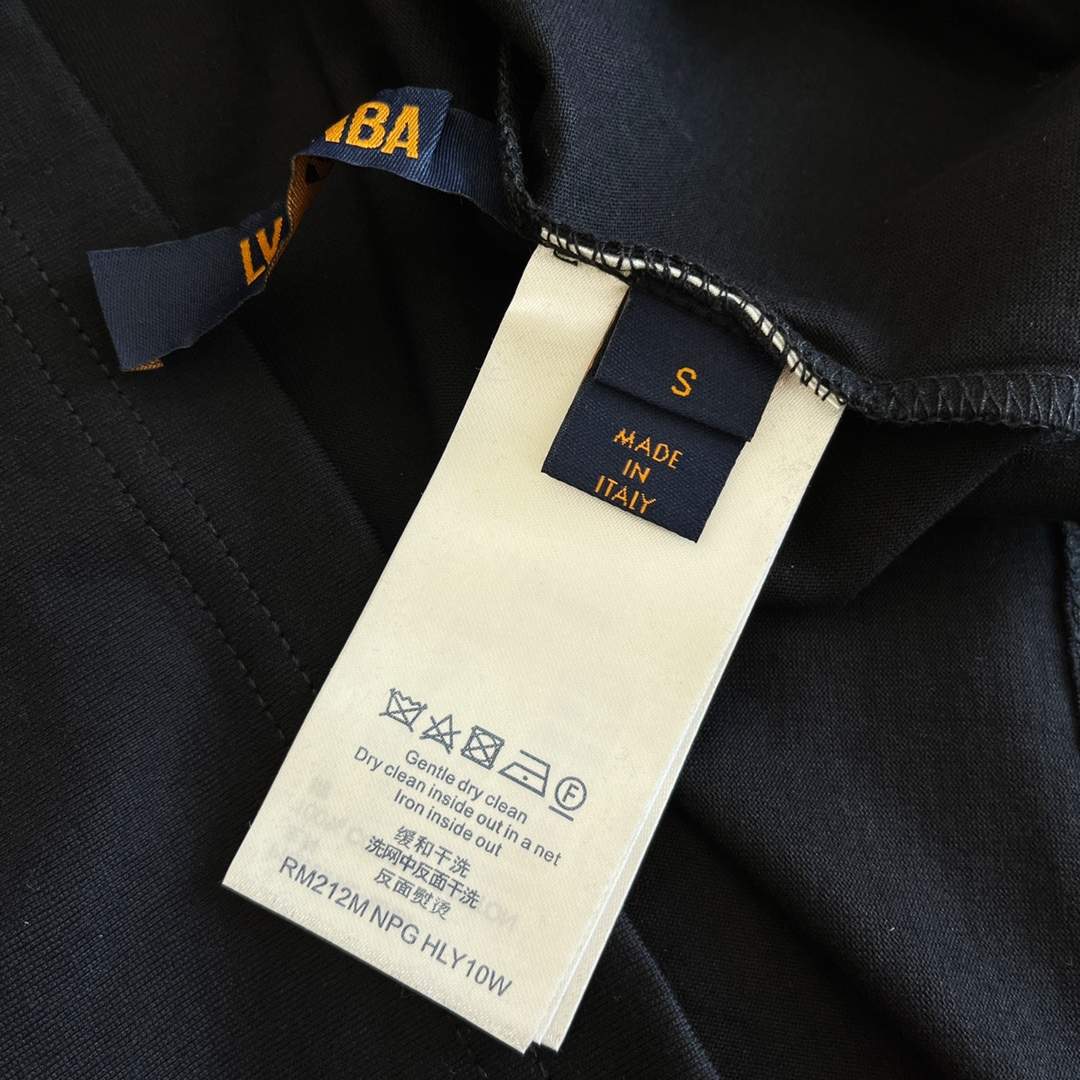 NBA
LV
S
MADE
IN
ITALY
Gentle dry clean
Dry clean inside out in a net
Iron inside out
缓和干洗
洗网中反面干洗
反面熨烫
RM212M NPG HLY10W
F